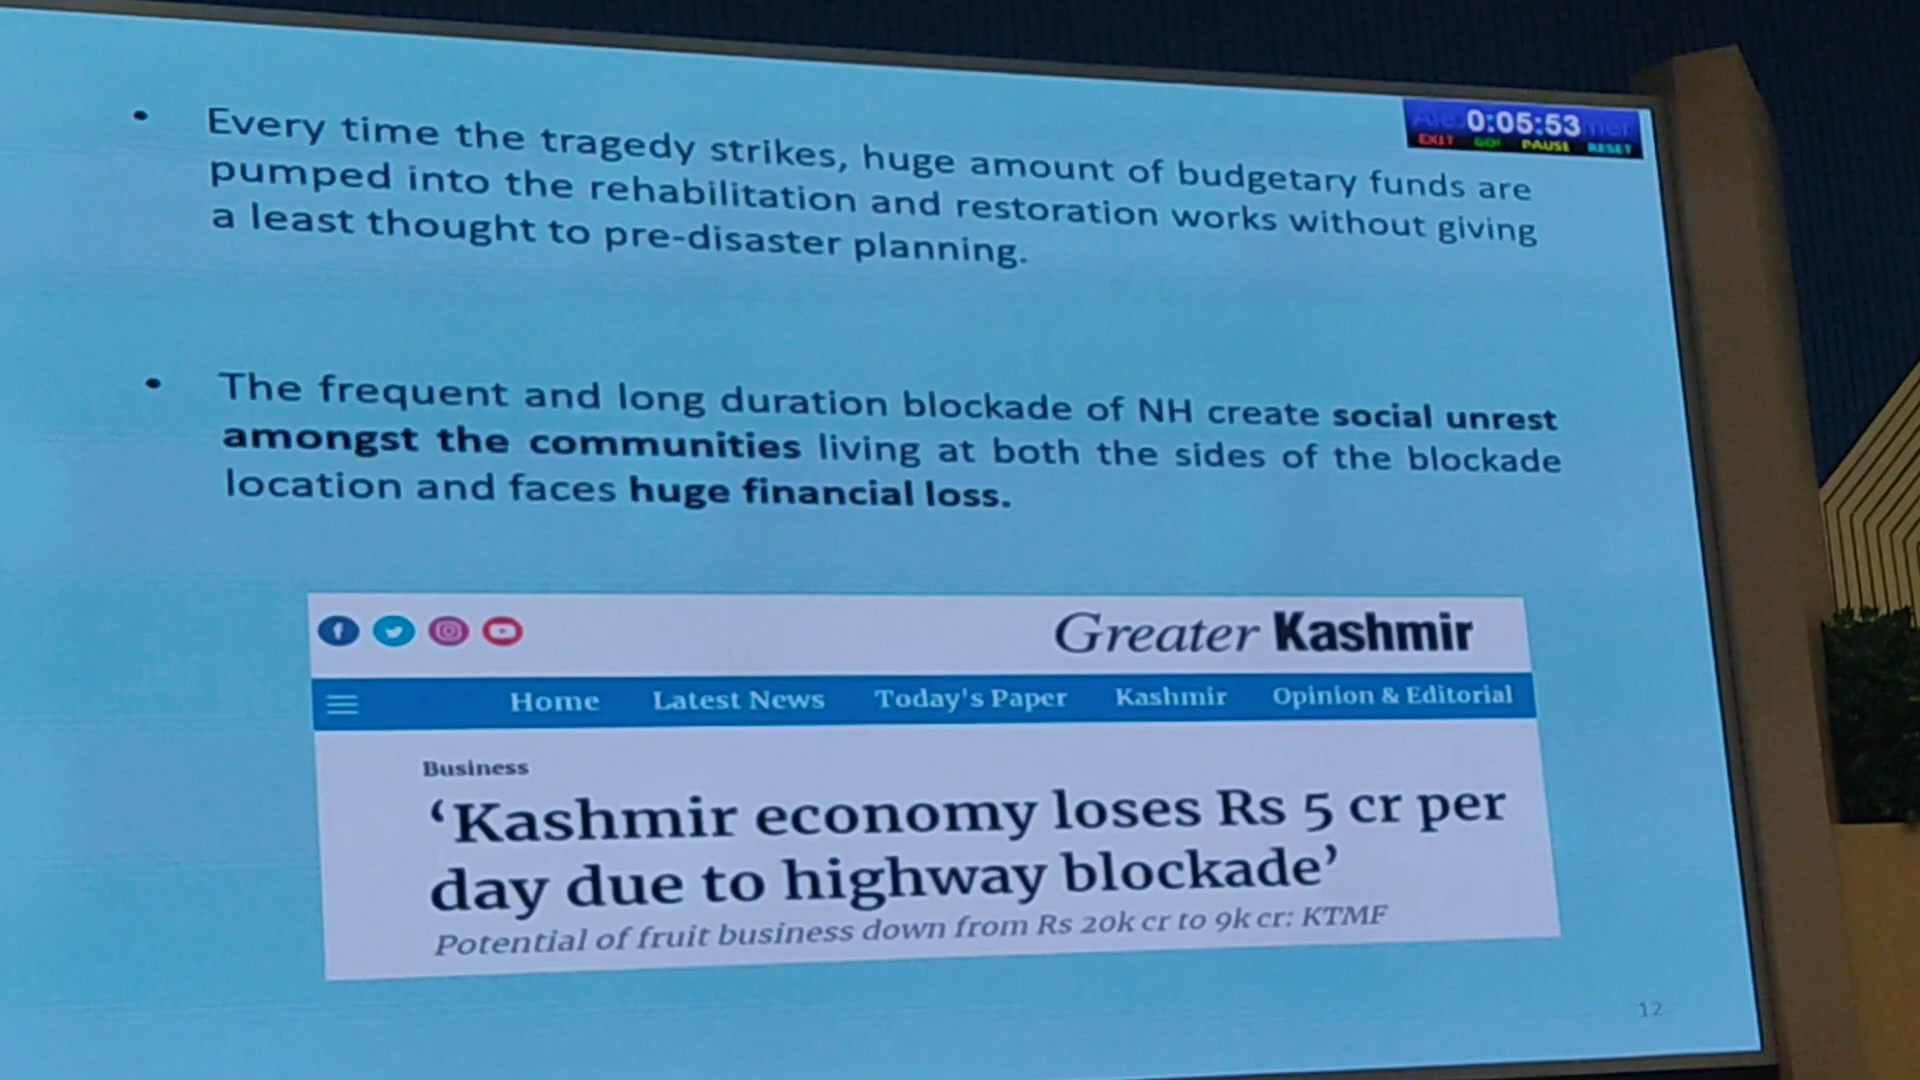 0:05:53
EXIT GO! PAUSE RESET
• Every time the tragedy strikes, huge amount of budgetary funds are
pumped into the rehabilitation and restoration works without giving
a least thought to pre-disaster planning.
• The frequent and long duration blockade of NH create social unrest
amongst the communities living at both the sides of the blockade
location and faces huge financial loss.
Greater Kashmir
Home Latest News Today's Paper Kashmir Opinion & Editorial
Business
‘Kashmir economy loses Rs 5 cr per
day due to highway blockade’
Potential of fruit business down from Rs 20k cr to 9k cr: KTMF
12